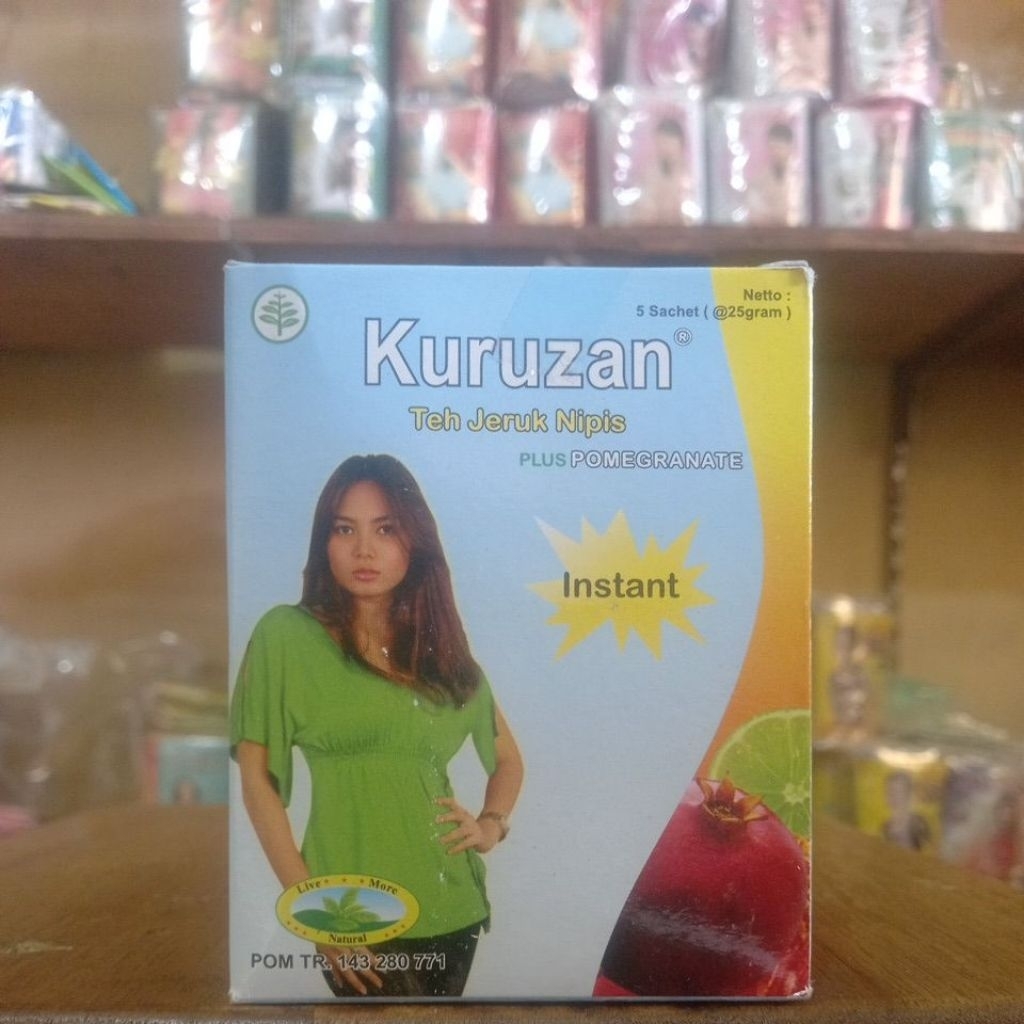 Netto :
5 Sachet ( @25gram )
Kuruzan®
Teh Jeruk Nipis
PLUS POMEGRANATE
Instant
Live More
Natural
POM TR. 143 280 771